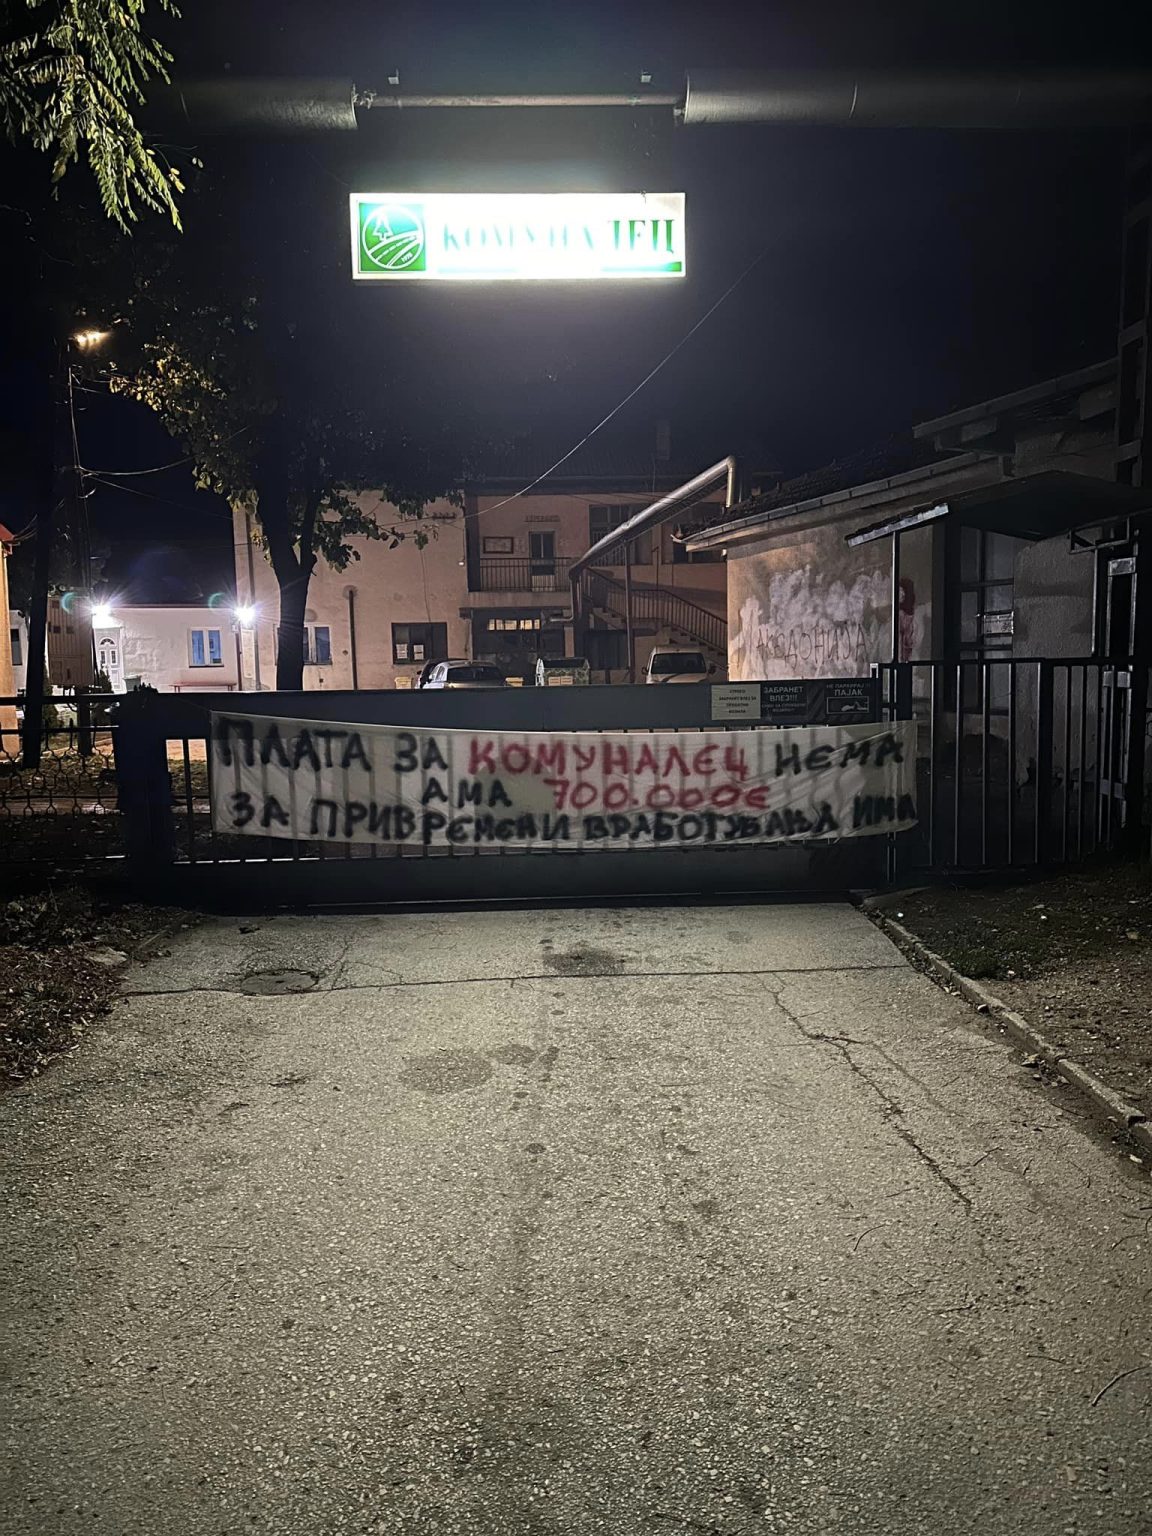 КОМУНАЛЕЦ
ЗАБРАНЕТ
ВЛЕЗ!!!
НЕ ПАРКИРАЈ !!
ПАЈАК
ПЛАТА ЗА КОМУНАЛЕЦ НЕМА
АМА 700.000€
ЗА ПРИВРЕМЕНИ ВРАБОТУВАЊА ИМА